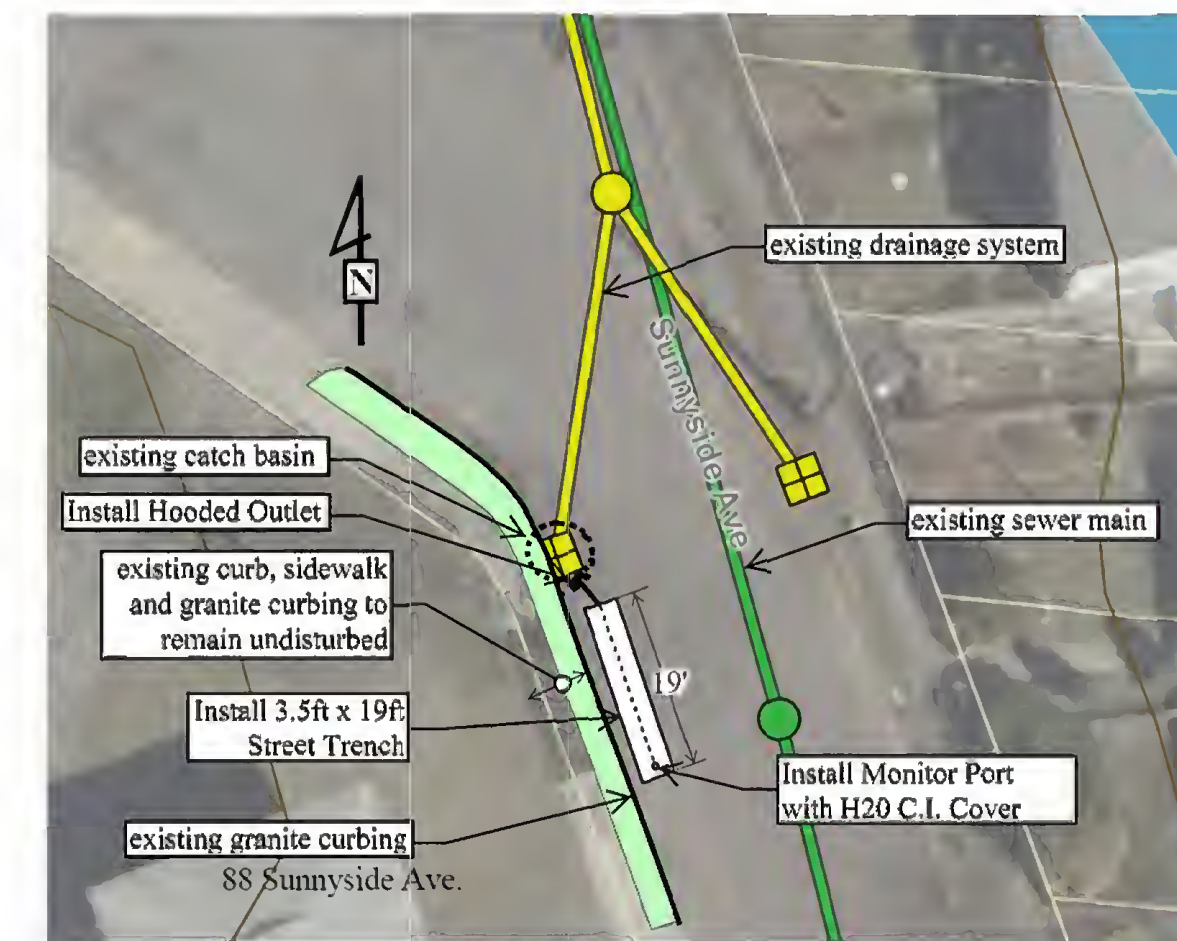 existing drainage system
N
Sunnyside Ave
existing catch basin
Install Hooded Outlet
existing sewer main
existing curb, sidewalk
and granite curbing to
remain undisturbed
19'
Install 3.5ft x 19ft
Street Trench
Install Monitor Port
with H20 C.I. Cover
existing granite curbing
88 Sunnyside Ave.